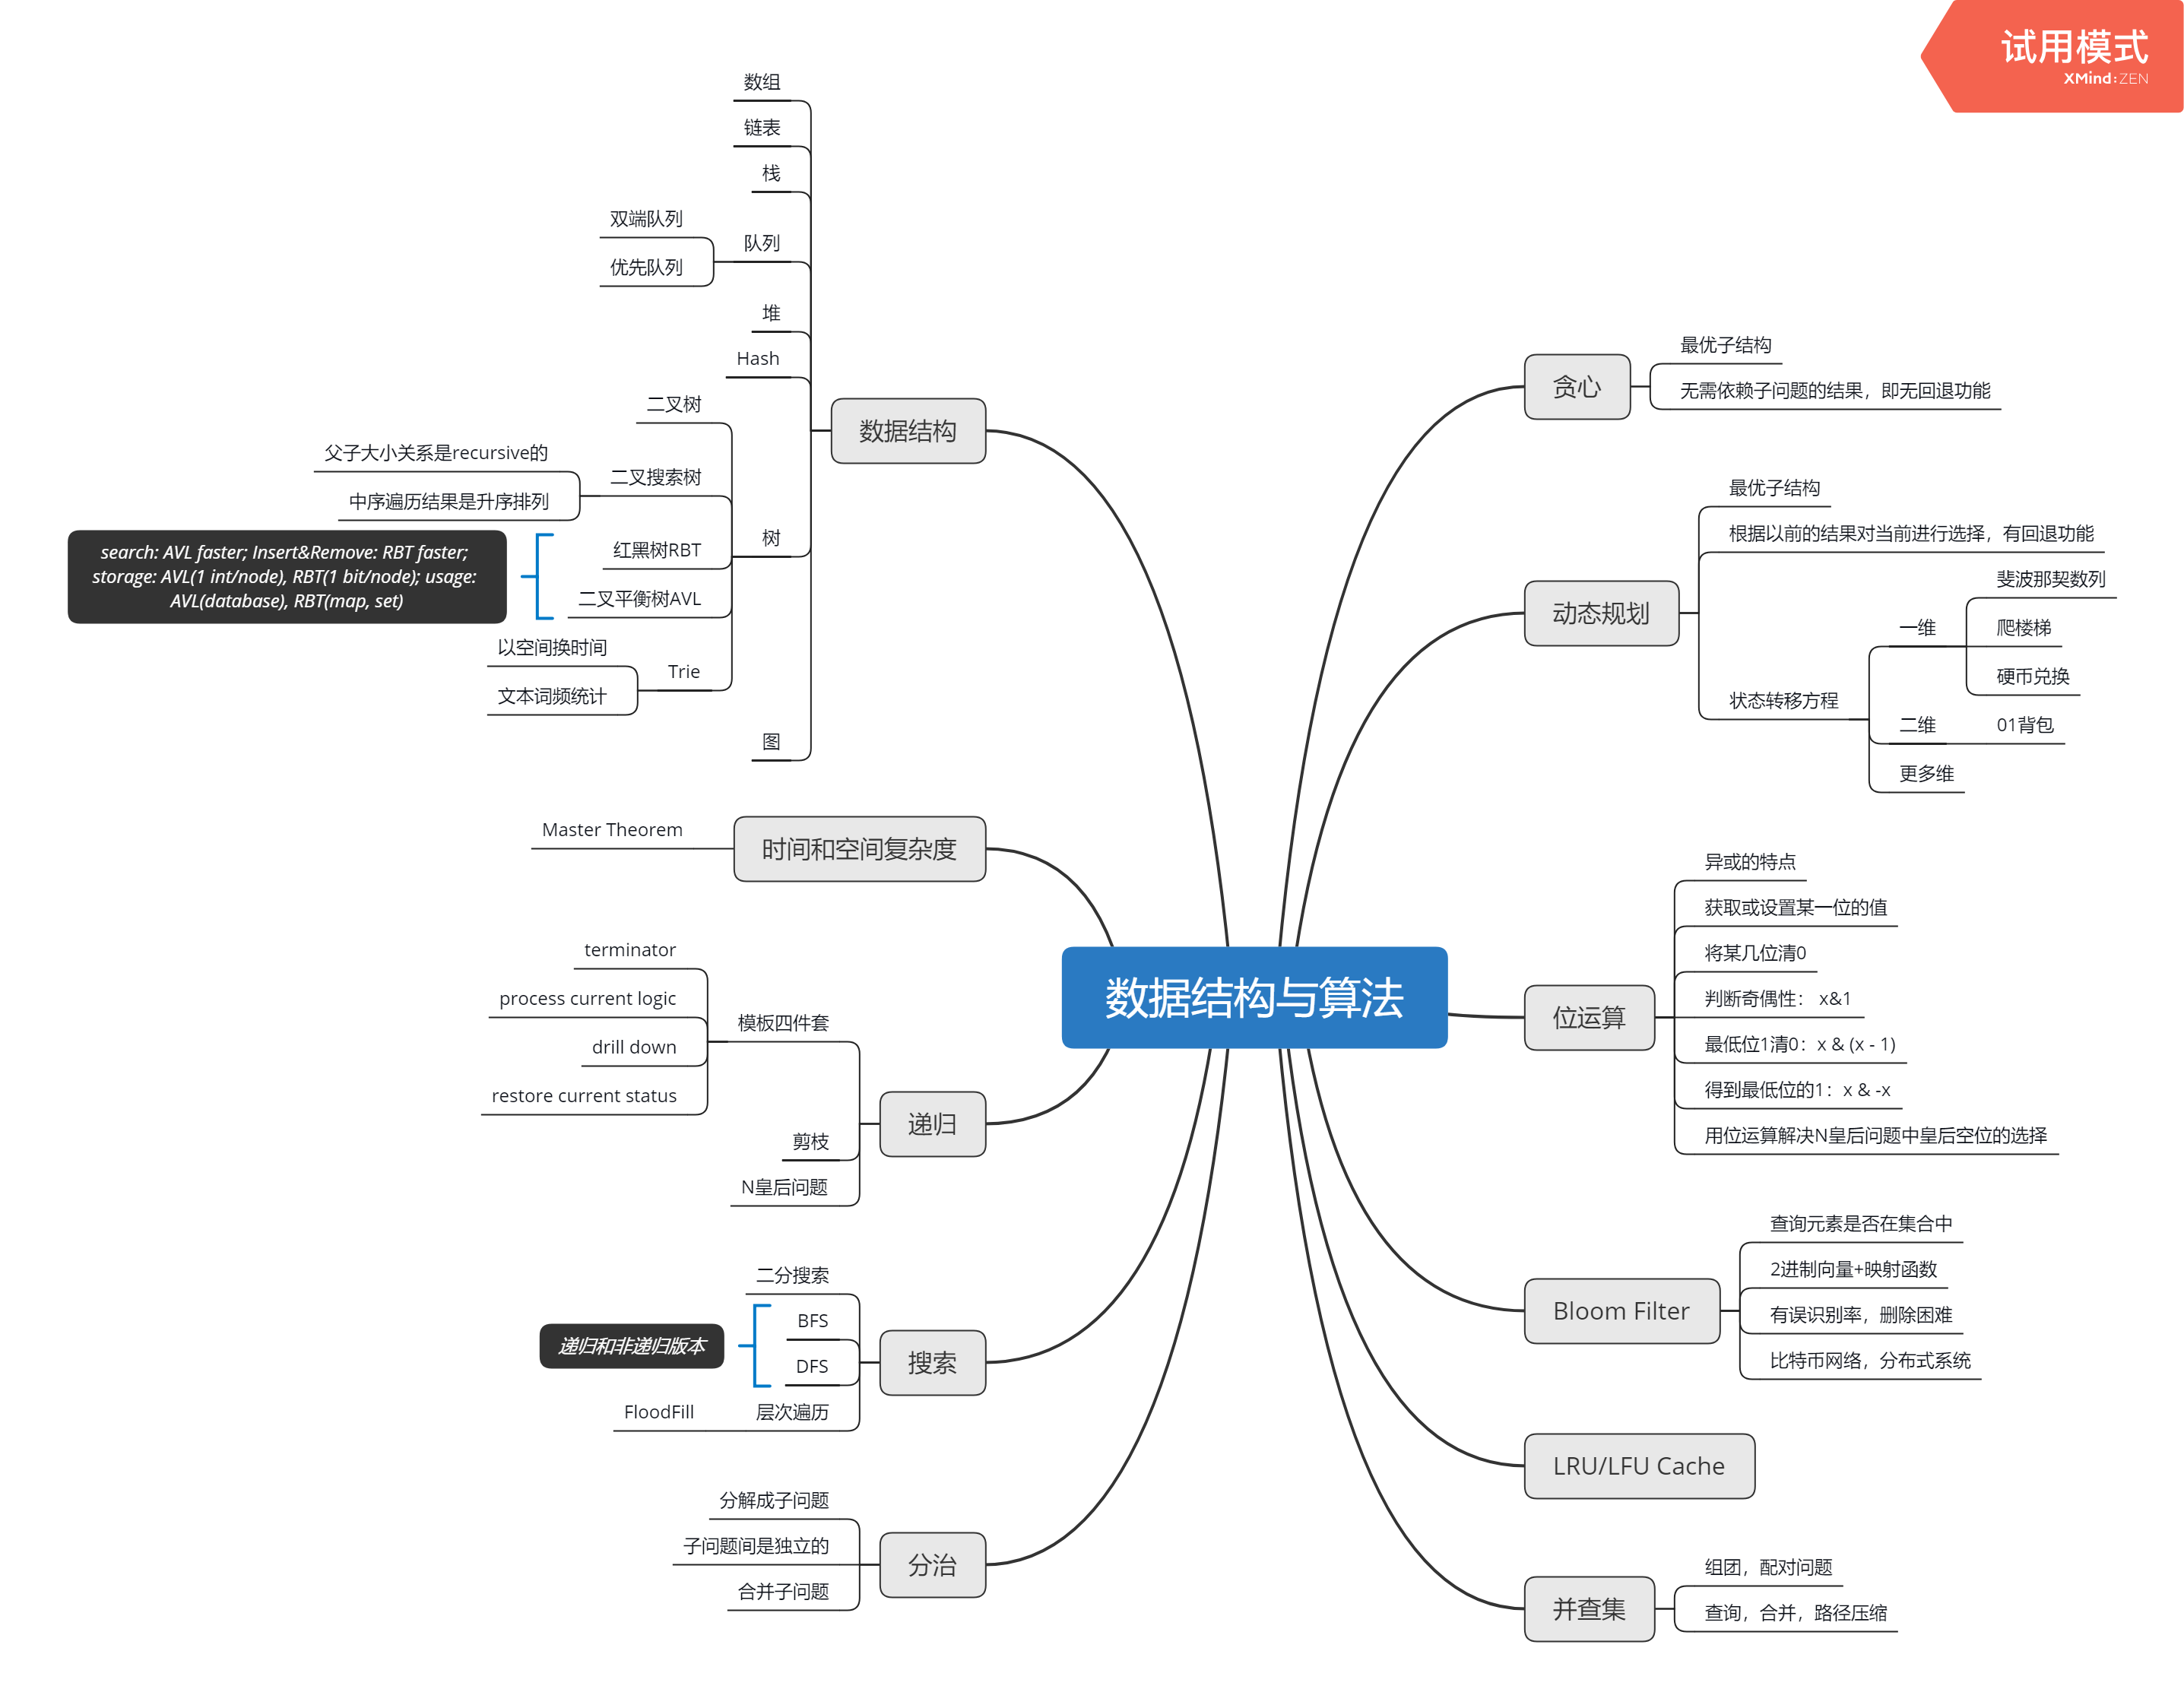 试用模式
XMind:ZEN
数据结构与算法
数据结构
数组
链表
栈
队列
双端队列
优先队列
堆
Hash
树
二叉树
二叉搜索树
父子大小关系是recursive的
中序遍历结果是升序排列
红黑树RBT
二叉平衡树AVL
search: AVL faster; Insert&Remove: RBT faster;
storage: AVL(1 int/node), RBT(1 bit/node); usage:
AVL(database), RBT(map, set)
Trie
以空间换时间
文本词频统计
图
时间和空间复杂度
Master Theorem
递归
模板四件套
terminator
process current logic
drill down
restore current status
剪枝
N皇后问题
搜索
二分搜索
BFS
DFS
递归和非递归版本
层次遍历
FloodFill
分治
分解成子问题
子问题间是独立的
合并子问题
贪心
最优子结构
无需依赖子问题的结果，即无回退功能
动态规划
最优子结构
根据以前的结果对当前进行选择，有回退功能
状态转移方程
一维
斐波那契数列
爬楼梯
硬币兑换
二维
01背包
更多维
位运算
异或的特点
获取或设置某一位的值
将某几位清0
判断奇偶性： x&1
最低位1清0：x & (x - 1)
得到最低位的1：x & -x
用位运算解决N皇后问题中皇后空位的选择
Bloom Filter
查询元素是否在集合中
2进制向量+映射函数
有误识别率，删除困难
比特币网络，分布式系统
LRU/LFU Cache
并查集
组团，配对问题
查询，合并，路径压缩